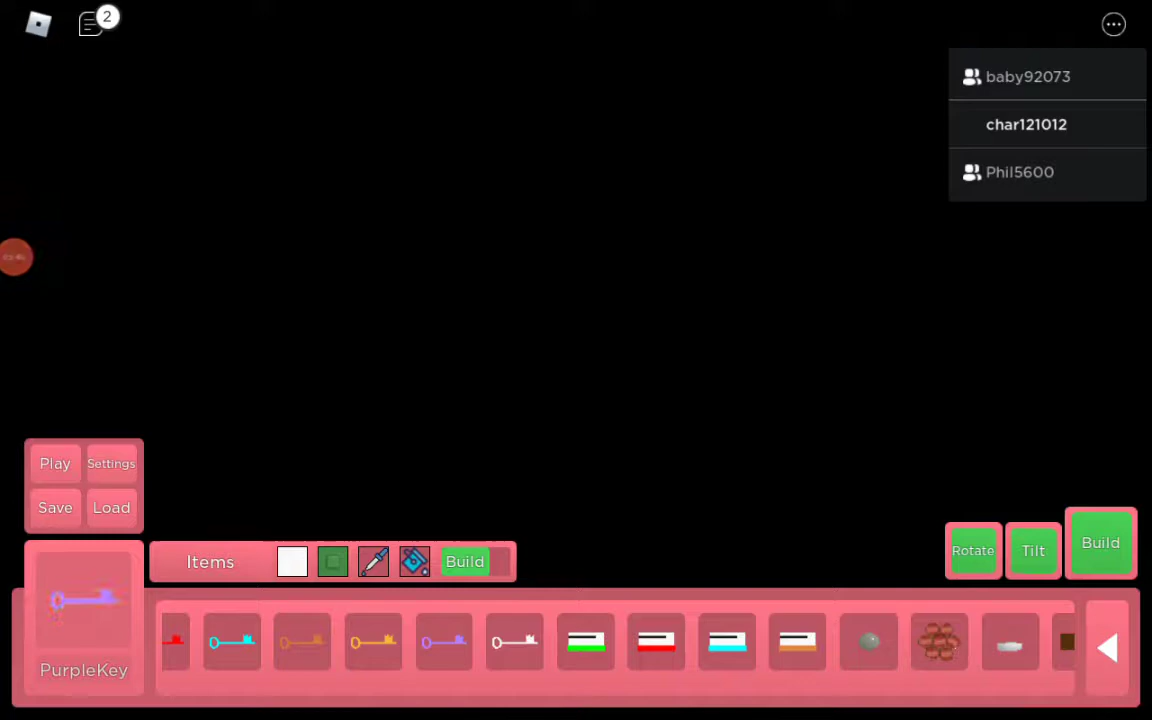 2
baby92073
char121012
Phil5600
Play
Settings
Save
Load
Items
Build
Rotate
Tilt
Build
PurpleKey